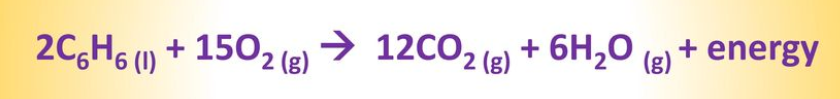 2C₆H₆ (l) + 15O₂ (g) → 12CO₂ (g) + 6H₂O (g) + energy